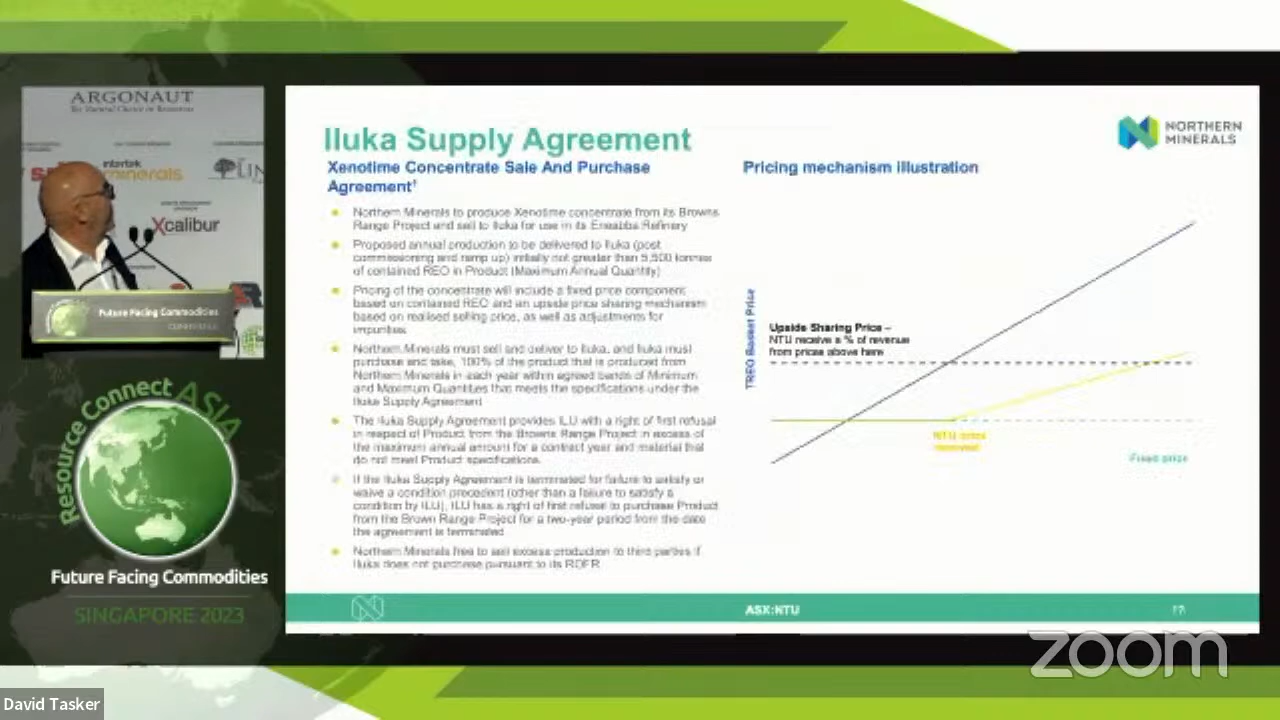 ARGONAUT
The Natural Choice in Resources
intertek
minerals
Xcalibur
Future Facing Commodities
CONFERENCE
Resource Connect ASIA
Future Facing Commodities
SINGAPORE 2023
David Tasker
Iluka Supply Agreement
NORTHERN
MINERALS
Xenotime Concentrate Sale And Purchase
Agreement†
Northern Minerals to produce Xenotime concentrate from its Browns
Range Project and sell to Iluka for use in its Eneabba Refinery
Proposed annual production to be delivered to Iluka (post
commissioning and ramp up) initially not greater than 5,500 tonnes
of contained REO in Product (Maximum Annual Quantity)
Pricing of the concentrate will include a fixed price component
based on contained REO and an upside price sharing mechanism
based on realised selling price, as well as adjustments for
impurities
Northern Minerals must sell and deliver to Iluka, and Iluka must
purchase and take, 100% of the product that is produced from
Northern Minerals in each year within agreed bands of Minimum
and Maximum Quantities that meets the specifications under the
Iluka Supply Agreement
The Iluka Supply Agreement provides ILU with a right of first refusal
in respect of Product from the Browns Range Project in excess of
the maximum annual amount for a contract year and material that
do not meet Product specifications.
If the Iluka Supply Agreement is terminated for failure to satisfy or
waive a condition precedent (other than a failure to satisfy a
condition by ILU), ILU has a right of first refusal to purchase Product
from the Brown Range Project for a two-year period from the date
the agreement is terminated
Northern Minerals free to sell excess production to third parties if
Iluka does not purchase pursuant to its ROFR
Pricing mechanism illustration
TREO Basket Price
Upside Sharing Price –
NTU receive a % of revenue
from prices above here
NTU price
received
Fixed price
ASX:NTU
17
zoom